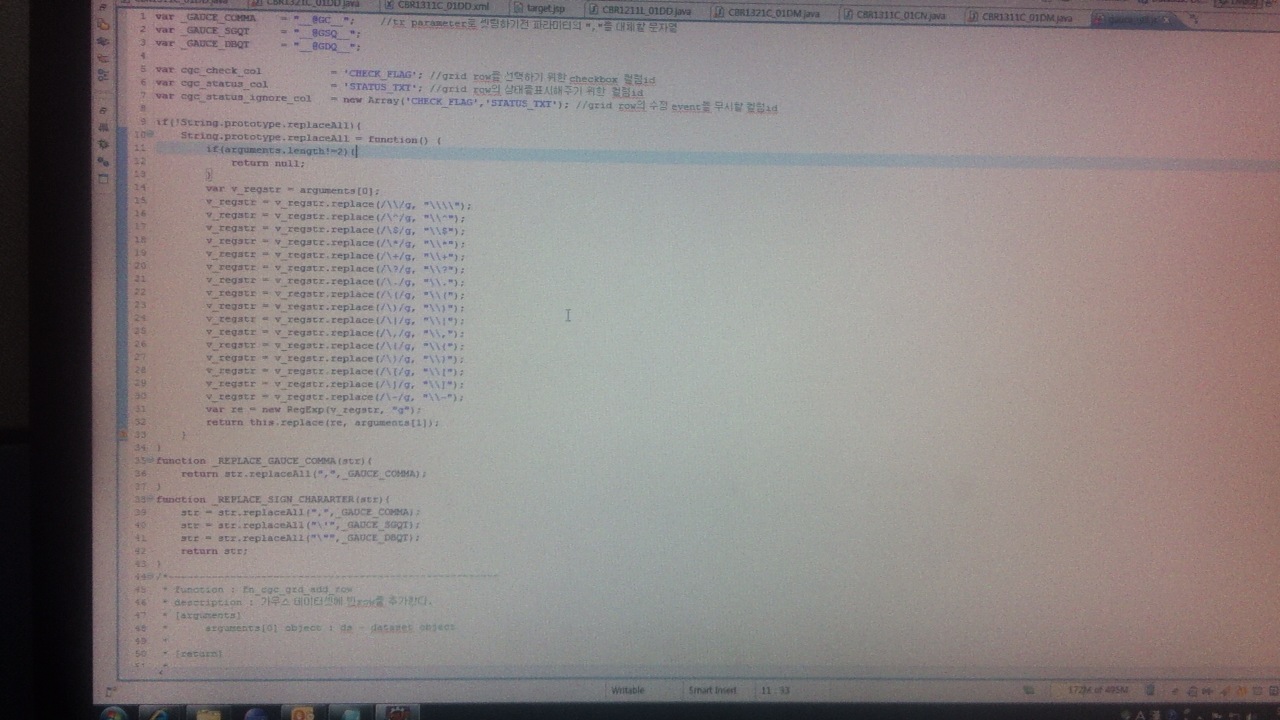 CBR1321C_01DD.java CBR1321C_01DD.xml target.jsp CBR1211L_01DD.java CBR1321C_01DM.java CBR1311C_01CN.java CBR1311C_01DM.java
1 var _GAUCE_COMMA = "__@GC__"; //tr parameter로 셋팅하기전 파라미터의 ","를 대체할 문자열
2 var _GAUCE_SGQT = "__@GSQ__";
3 var _GAUCE_DBQT = "__@GDQ__";
4
5 var cgc_check_col = 'CHECK_FLAG'; //grid row를 선택하기 위한 checkbox 컬럼id
6 var cgc_status_col = 'STATUS_TXT'; //grid row의 상태를표시해주기 위한 컬럼id
7 var cgc_status_ignore_col = new Array('CHECK_FLAG','STATUS_TXT'); //grid row의 수정 event를 무시할 컬럼id
8
9 if(!String.prototype.replaceAll){
10 String.prototype.replaceAll = function() {
11 if(arguments.length!=2){
12 return null;
13 }
14 var v_regstr = arguments[0];
15 v_regstr = v_regstr.replace(/\\/g, "\\\\");
16 v_regstr = v_regstr.replace(/\^/g, "\\^");
17 v_regstr = v_regstr.replace(/\$/g, "\\$");
18 v_regstr = v_regstr.replace(/\*/g, "\\*");
19 v_regstr = v_regstr.replace(/\+/g, "\\+");
20 v_regstr = v_regstr.replace(/\?/g, "\\?");
21 v_regstr = v_regstr.replace(/\./g, "\\.");
22 v_regstr = v_regstr.replace(/\(/g, "\\(");
23 v_regstr = v_regstr.replace(/\)/g, "\\)");
24 v_regstr = v_regstr.replace(/\|/g, "\\|");
25 v_regstr = v_regstr.replace(/\,/g, "\\,");
26 v_regstr = v_regstr.replace(/\{/g, "\\{");
27 v_regstr = v_regstr.replace(/\}/g, "\\}");
28 v_regstr = v_regstr.replace(/\[/g, "\\[");
29 v_regstr = v_regstr.replace(/\]/g, "\\]");
30 v_regstr = v_regstr.replace(/\-/g, "\\-");
31 var re = new RegExp(v_regstr, "g");
32 return this.replace(re, arguments[1]);
33 }
34 }
35 function _REPLACE_GAUCE_COMMA(str){
36 return str.replaceAll(",",_GAUCE_COMMA);
37 }
38 function _REPLACE_SIGN_CHARARTER(str){
39 str = str.replaceAll(",",_GAUCE_COMMA);
40 str = str.replaceAll("\'",_GAUCE_SGQT);
41 str = str.replaceAll("\"",_GAUCE_DBQT);
42 return str;
43 }
44 /*------------------------------------------------------
45 * function : fn_cgc_grd_add_row
46 * description : 가우스 데이터셋에 빈row를 추가한다.
47 * [arguments]
48 * arguments[0] object : ds - dataset object
49 *
50 * [return]
51 *
Writable Smart Insert 11 : 33 172M of 495M